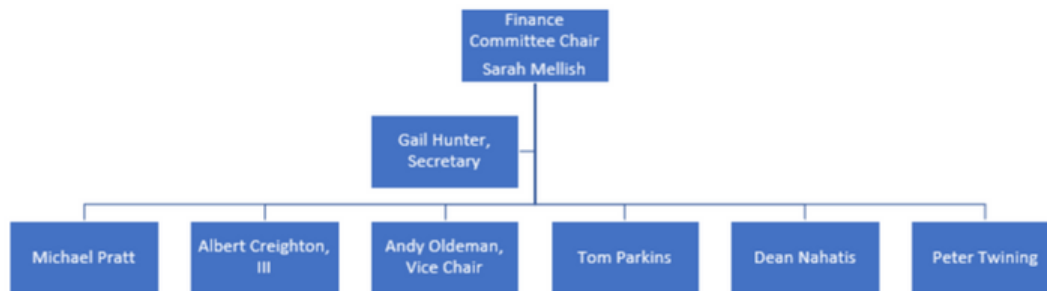 Finance
Committee Chair
Sarah Mellish
Gail Hunter,
Secretary
Michael Pratt
Albert Creighton,
III
Andy Oldeman,
Vice Chair
Tom Parkins
Dean Nahatis
Peter Twining